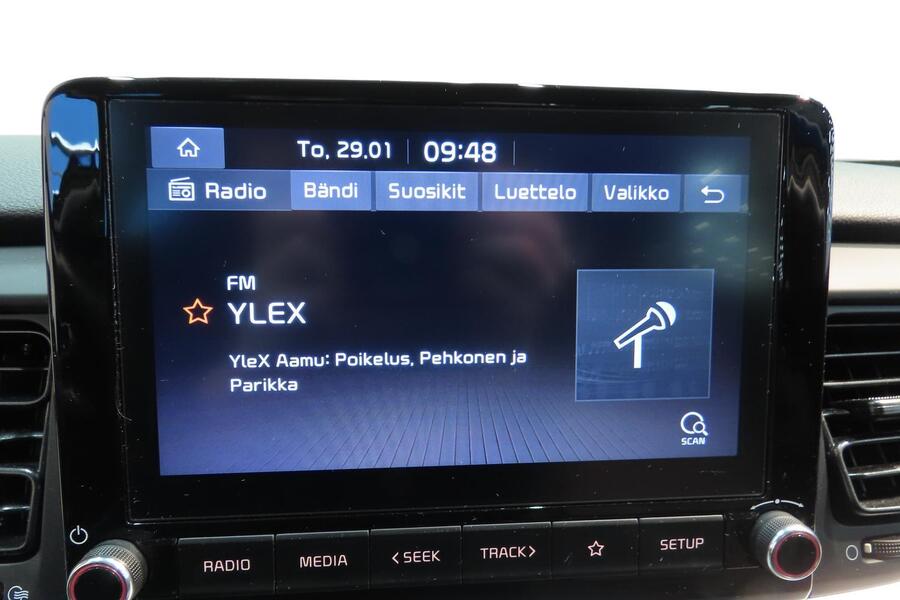 To, 29.01 09:48
Radio Bändi Suosikit Luettelo Valikko
FM
YLEX
YleX Aamu: Poikelus, Pehkonen ja
Parikka
SCAN
RADIO MEDIA < SEEK TRACK > SETUP